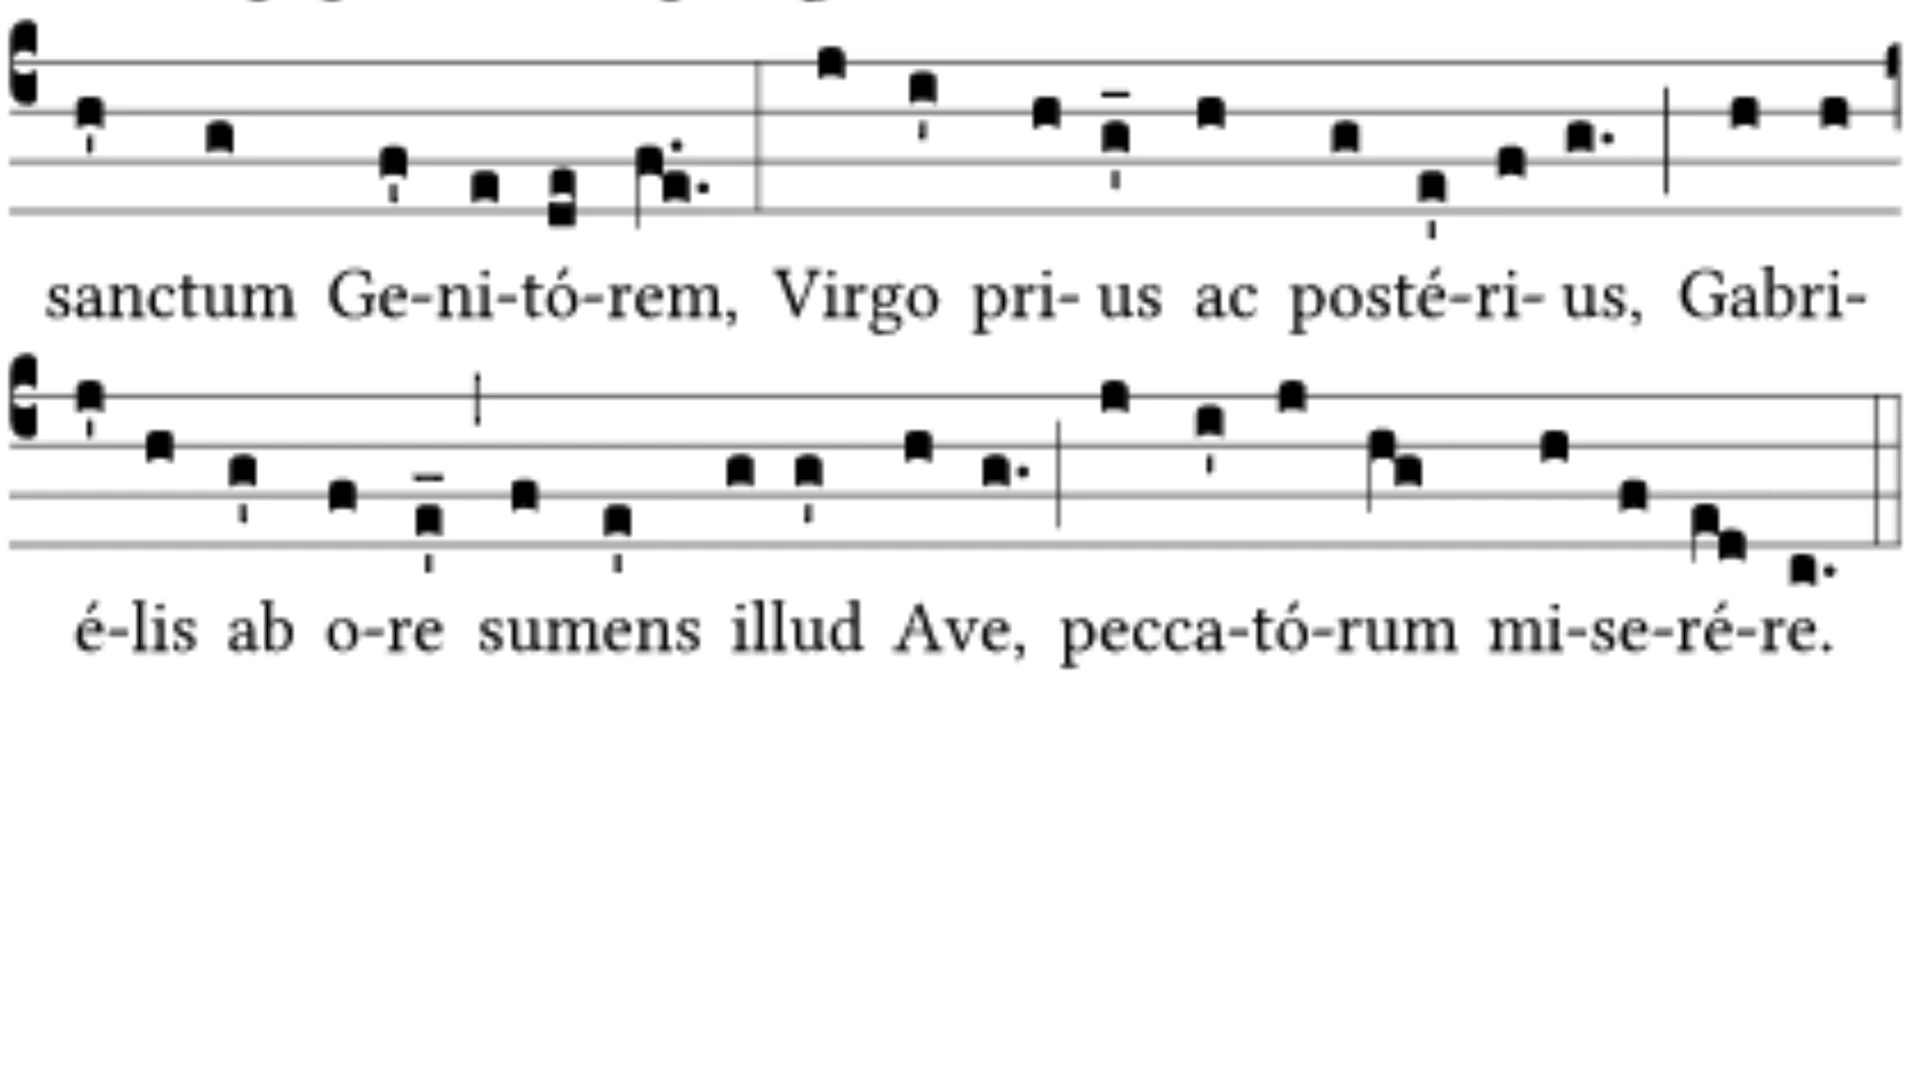 sanctum Ge-ni-tó-rem, Virgo pri- us ac posté-ri- us, Gabri-
é-lis ab o-re sumens illud Ave, pecca-tó-rum mi-se-ré-re.